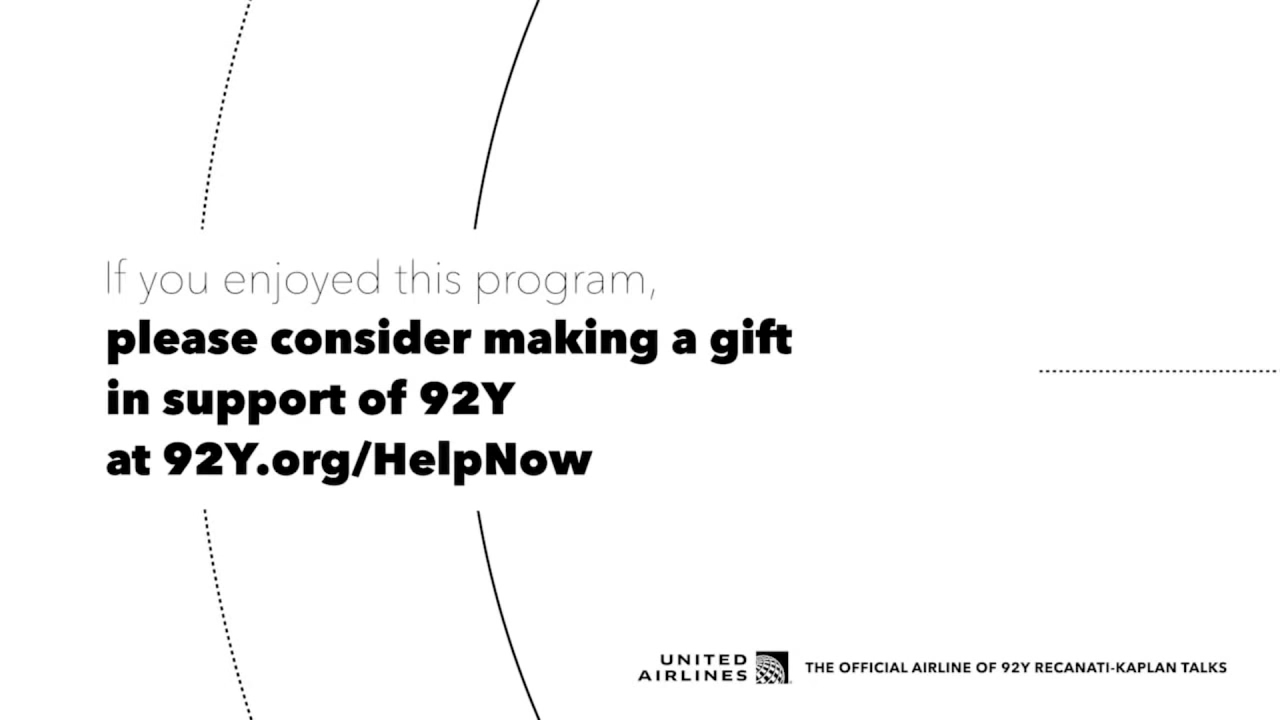 If you enjoyed this program,
please consider making a gift
in support of 92Y
at 92Y.org/HelpNow
UNITED
AIRLINES
THE OFFICIAL AIRLINE OF 92Y RECANATI-KAPLAN TALKS